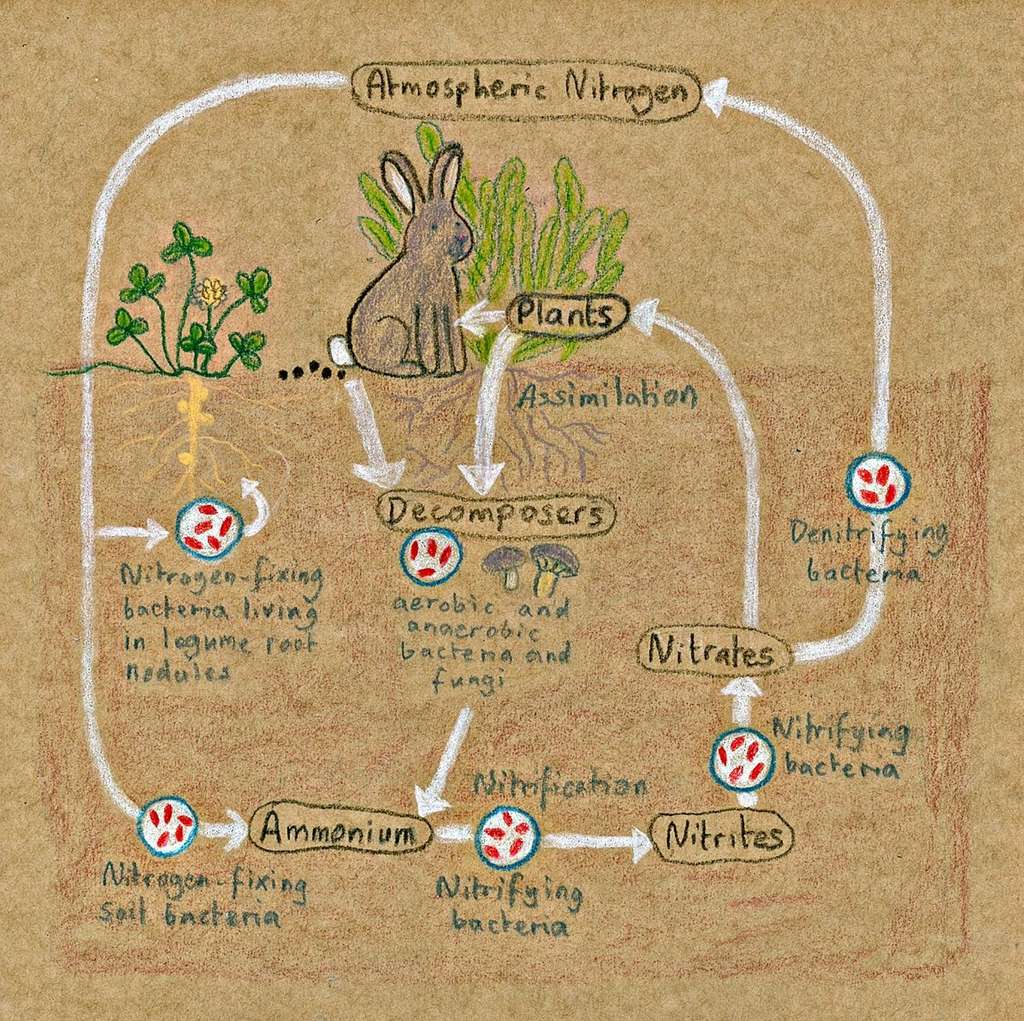 Atmospheric Nitrogen
Plants
Assimilation
Decomposers
aerobic and
anaerobic
bacteria and
fungi
Nitrogen-fixing
bacteria living
in legume root
nodules
Denitrifying
bacteria
Nitrates
Nitrifying
bacteria
Nitrification
Ammonium
Nitrites
Nitrogen-fixing
soil bacteria
Nitrifying
bacteria